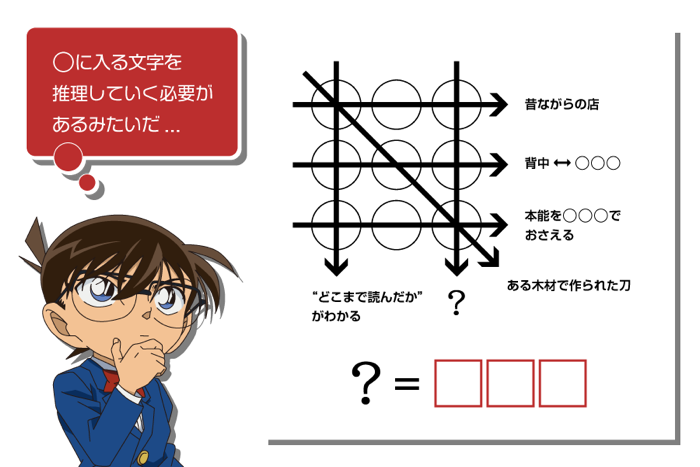 ○に入る文字を
推理していく必要が
あるみたいだ…
昔ながらの店
背中 ↔ ○○○
本能を○○○で
おさえる
ある木材で作られた刀
“どこまで読んだか”
がわかる
?
? = □□□